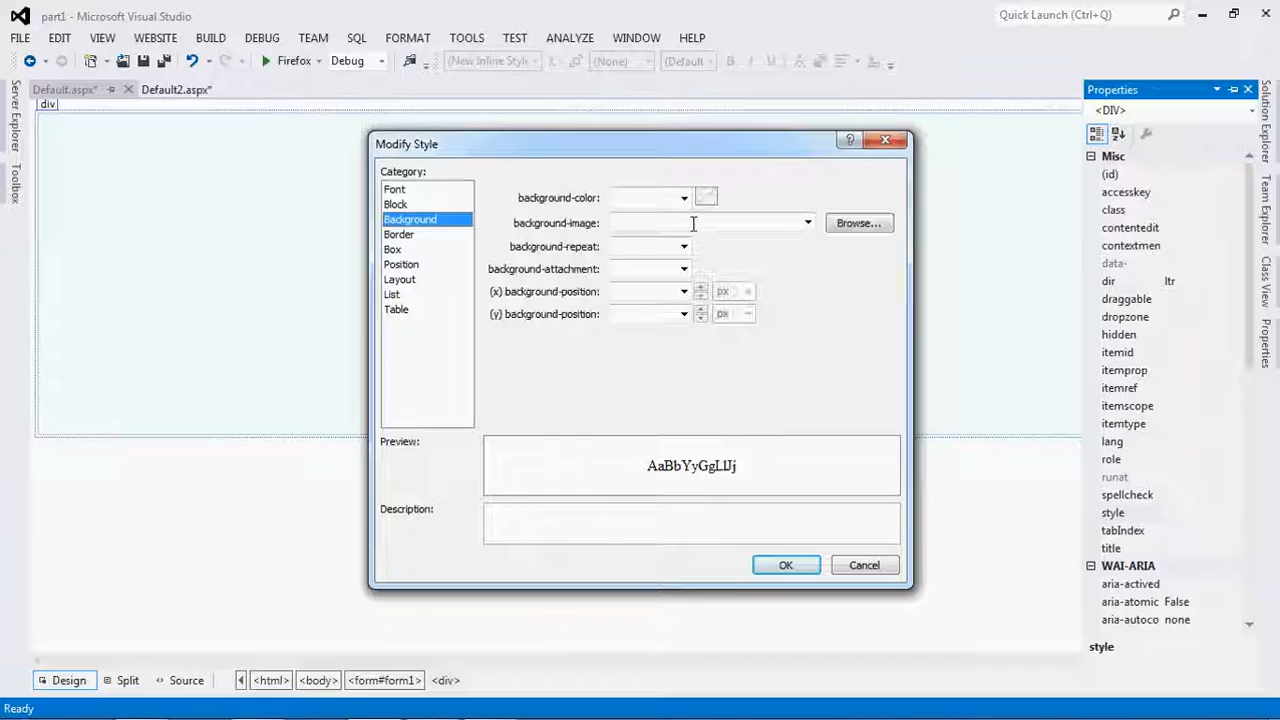 part1 - Microsoft Visual Studio
Quick Launch (Ctrl+Q)
FILE EDIT VIEW WEBSITE BUILD DEBUG TEAM SQL FORMAT TOOLS TEST ANALYZE WINDOW HELP
Firefox Debug (New Inline Style (None) (Default B I U A
Default.aspx* Default2.aspx*
div
Server Explorer
Toolbox
Modify Style
Category:
Font
Block
Background
Border
Box
Position
Layout
List
Table
background-color:
background-image: Browse...
background-repeat:
background-attachment:
(x) background-position: px
(y) background-position: px
Preview:
AaBbYyGgLlJj
Description:
OK Cancel
Properties
<DIV>
Misc
(id)
accesskey
class
contentedit
contextmen
data-
dir ltr
draggable
dropzone
hidden
itemid
itemprop
itemref
itemscope
itemtype
lang
role
runat
spellcheck
style
tabIndex
title
WAI-ARIA
aria-actived
aria-atomic False
aria-autoco none
style
Solution Explorer
Team Explorer
Class View
Properties
Design Split Source <html> <body> <form#form1> <div>
Ready